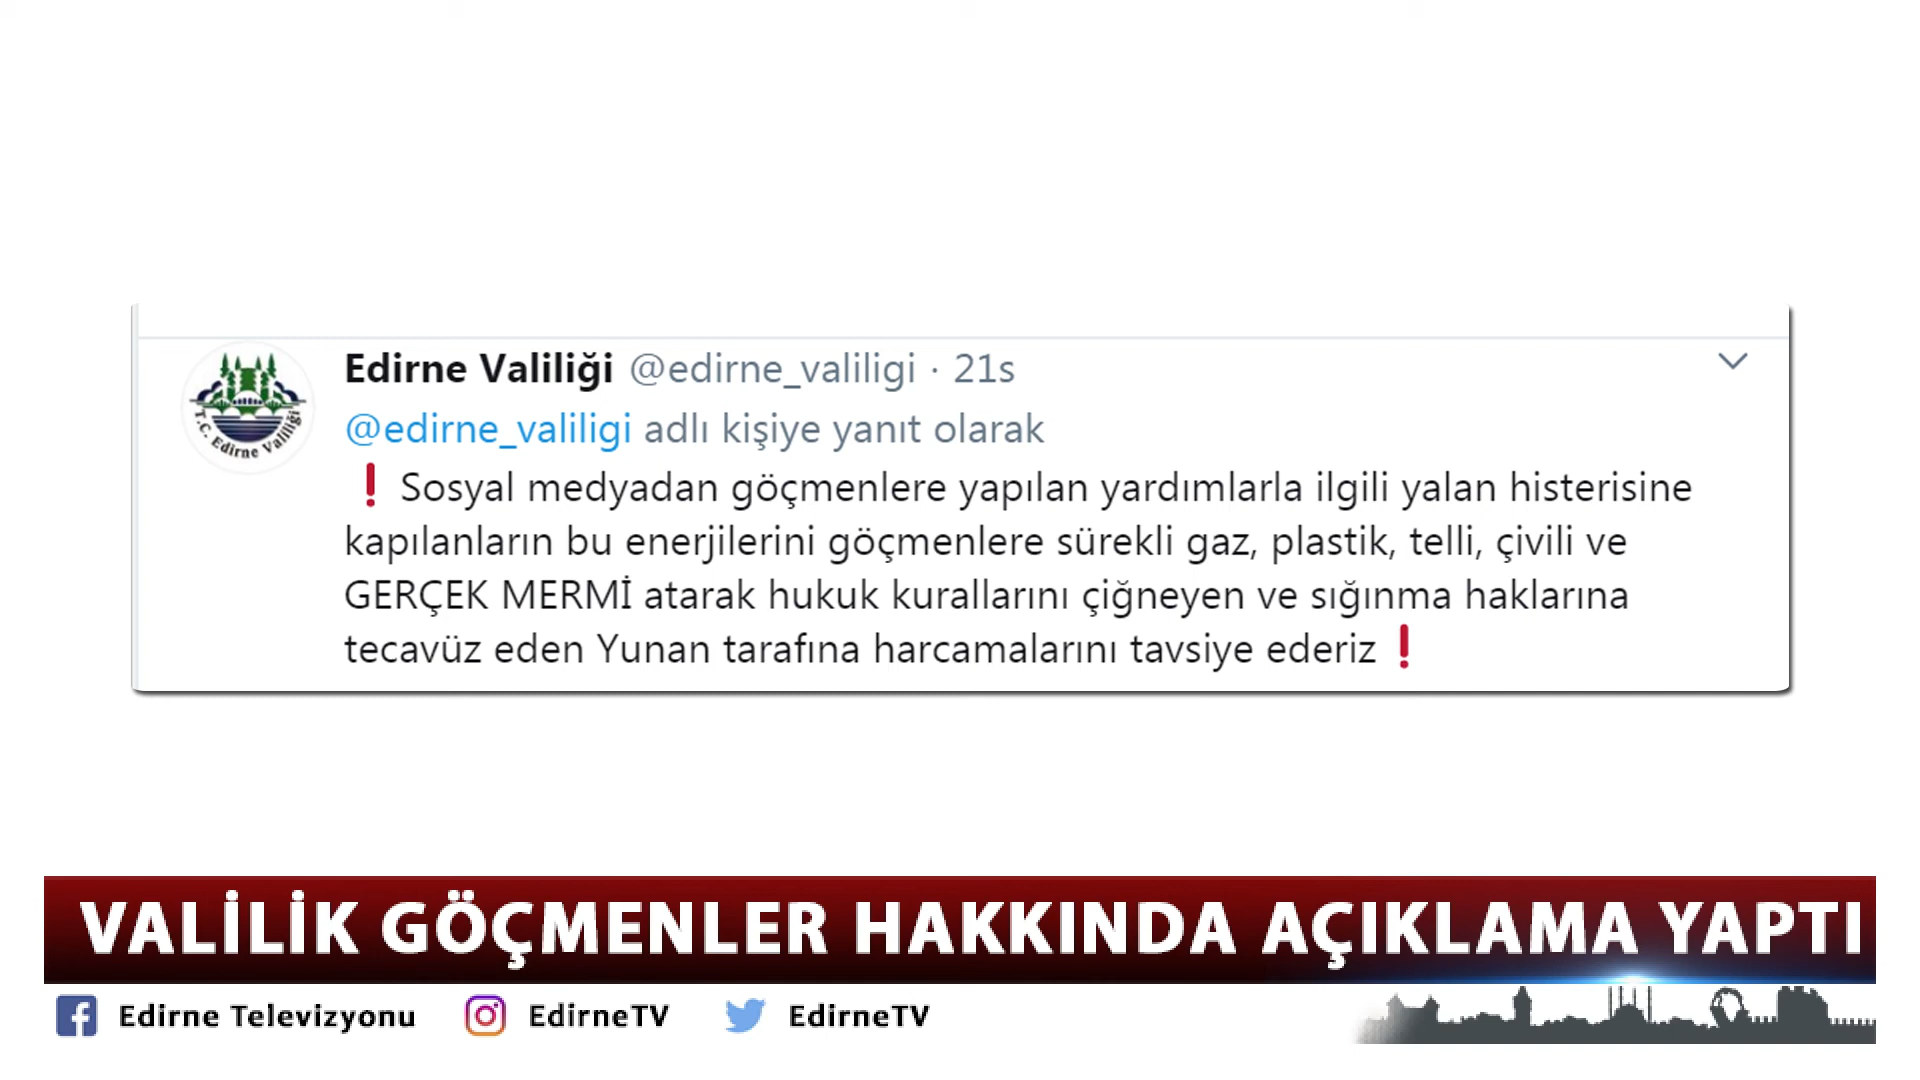 Edirne Valiliği @edirne_valiligi · 21s
@edirne_valiligi adlı kişiye yanıt olarak
❗ Sosyal medyadan göçmenlere yapılan yardımlarla ilgili yalan histerisine
kapılanların bu enerjilerini göçmenlere sürekli gaz, plastik, telli, çivili ve
GERÇEK MERMİ atarak hukuk kurallarını çiğneyen ve sığınma haklarına
tecavüz eden Yunan tarafına harcamalarını tavsiye ederiz❗
T.C. Edirne Valiliği
VALİLİK GÖÇMENLER HAKKINDA AÇIKLAMA YAPTI
Edirne Televizyonu EdirneTV EdirneTV